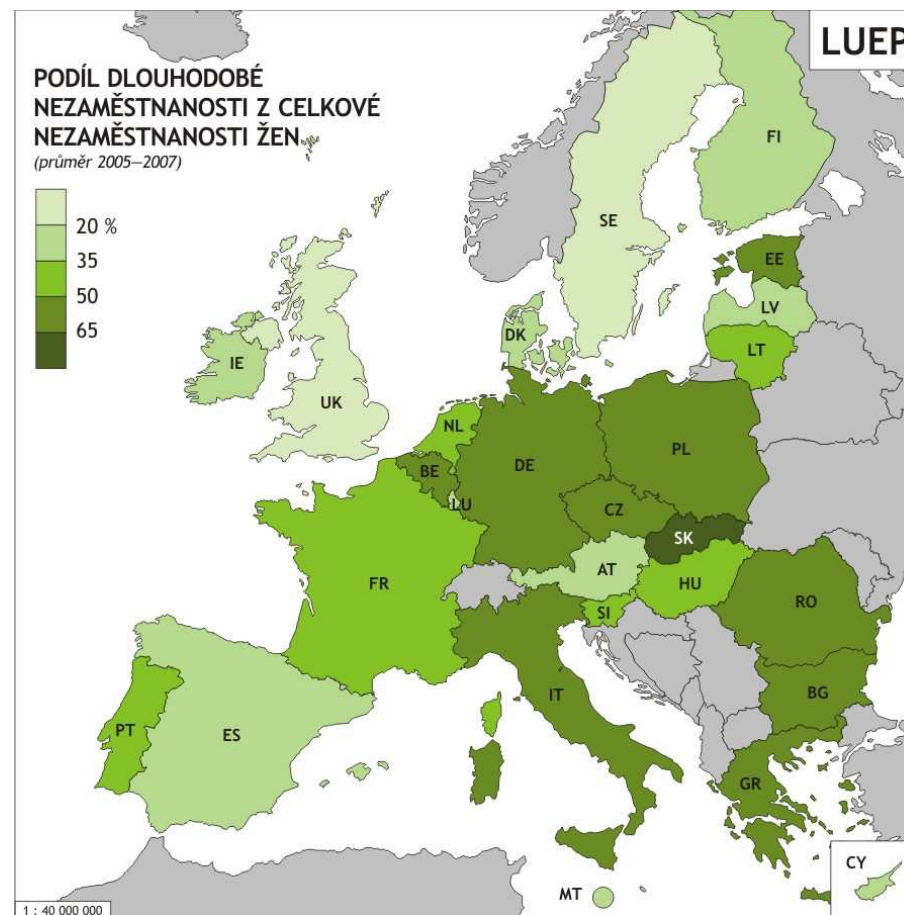 LUEP
PODÍL DLOUHODOBÉ
NEZAMĚSTNANOSTI Z CELKOVÉ
NEZAMĚSTNANOSTI ŽEN
(průměr 2005–2007)
20 %
35
50
65
FI
SE
EE
LV
DK
LT
IE
UK
NL
BE
DE
PL
LU
CZ
SK
FR
AT
HU
SI
RO
IT
BG
PT
ES
GR
CY
MT
1 : 40 000 000